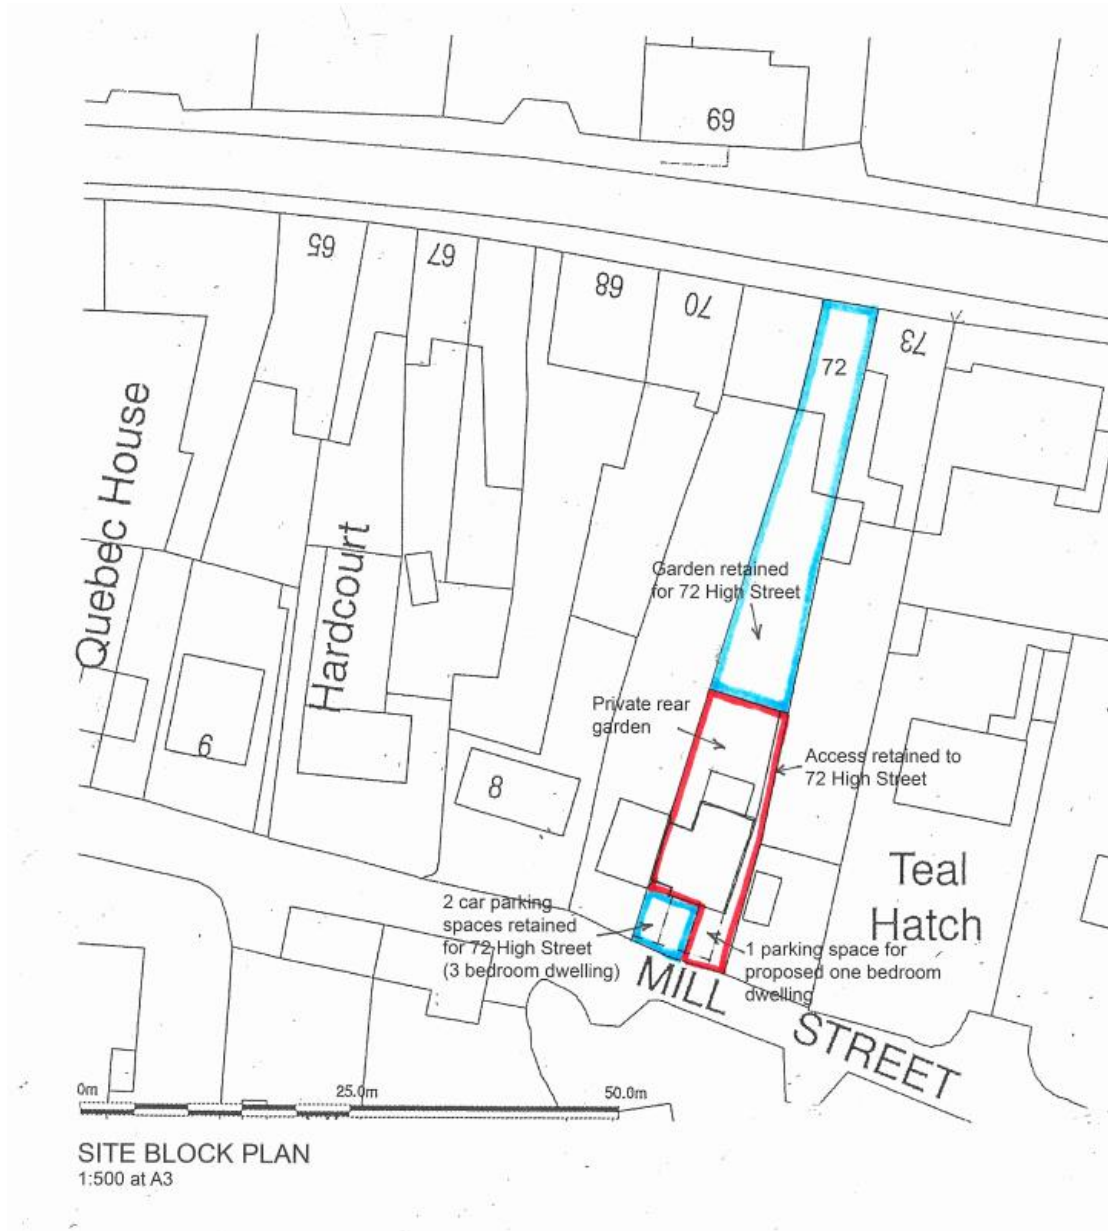 69
65
67
68
70
72
73
Quebec House
Hardcourt
Garden retained
for 72 High Street
Private rear
garden
Access retained to
72 High Street
9
8
Teal
Hatch
2 car parking
spaces retained
for 72 High Street
(3 bedroom dwelling)
1 parking space for
proposed one bedroom
dwelling
MILL STREET
0m 25.0m 50.0m
SITE BLOCK PLAN
1:500 at A3